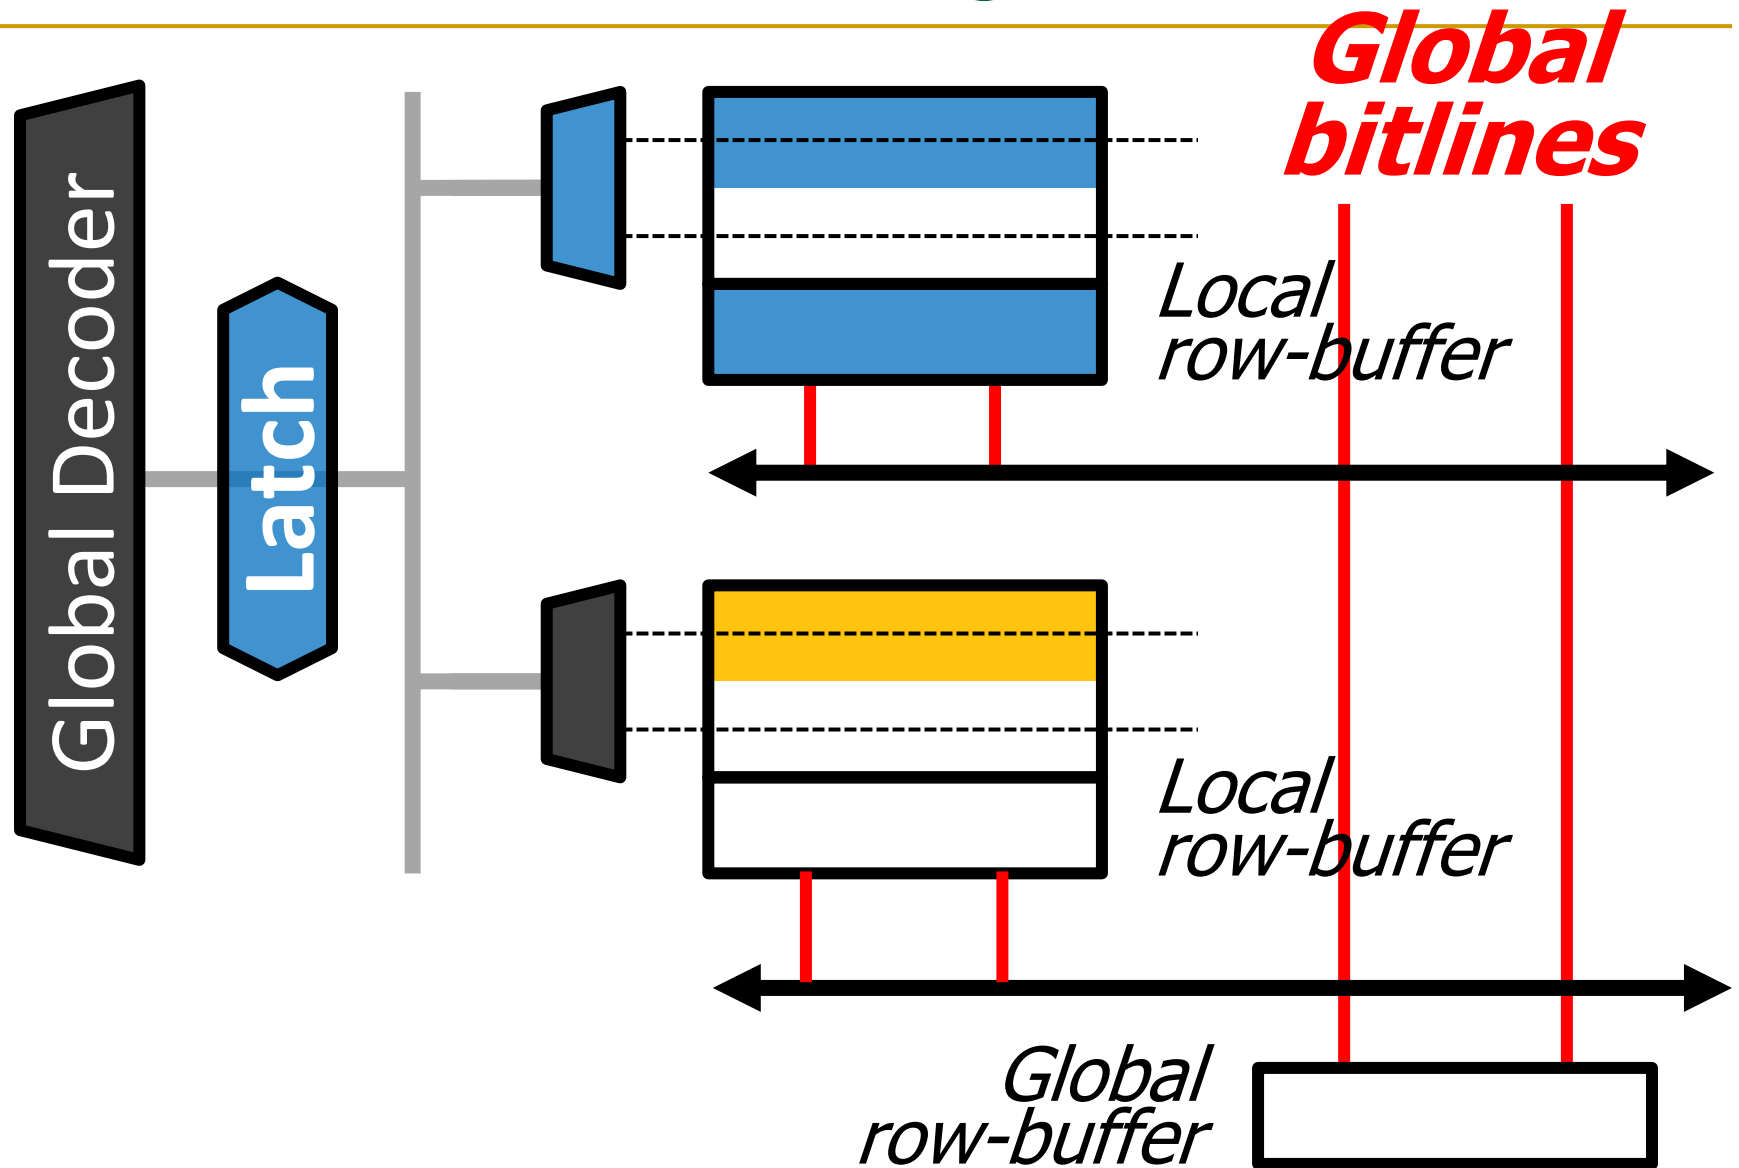 Global
bitlines
Global Decoder
Latch
Local
row-buffer
Local
row-buffer
Global
row-buffer